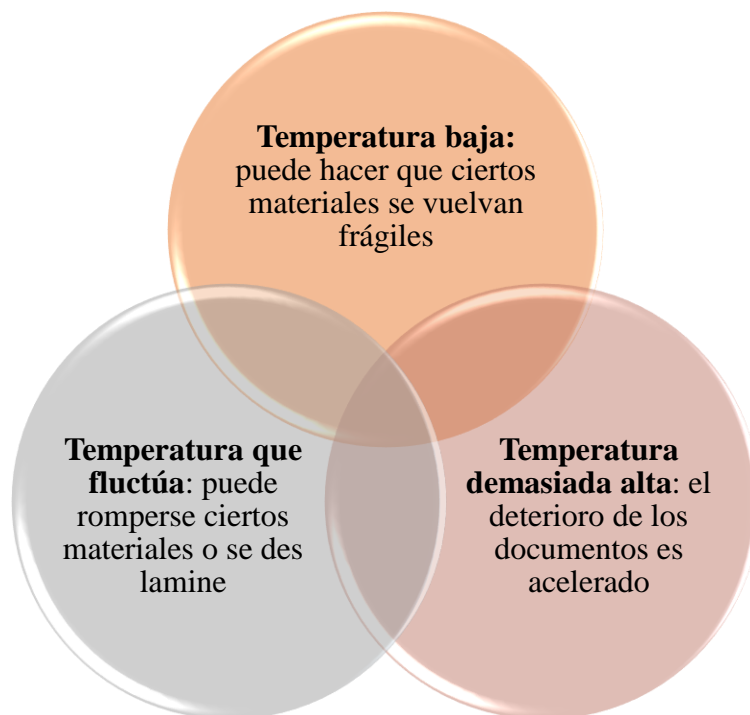 Temperatura baja:
puede hacer que ciertos
materiales se vuelvan
frágiles
Temperatura que
fluctúa: puede
romperse ciertos
materiales o se des
lamine
Temperatura
demasiada alta: el
deterioro de los
documentos es
acelerado